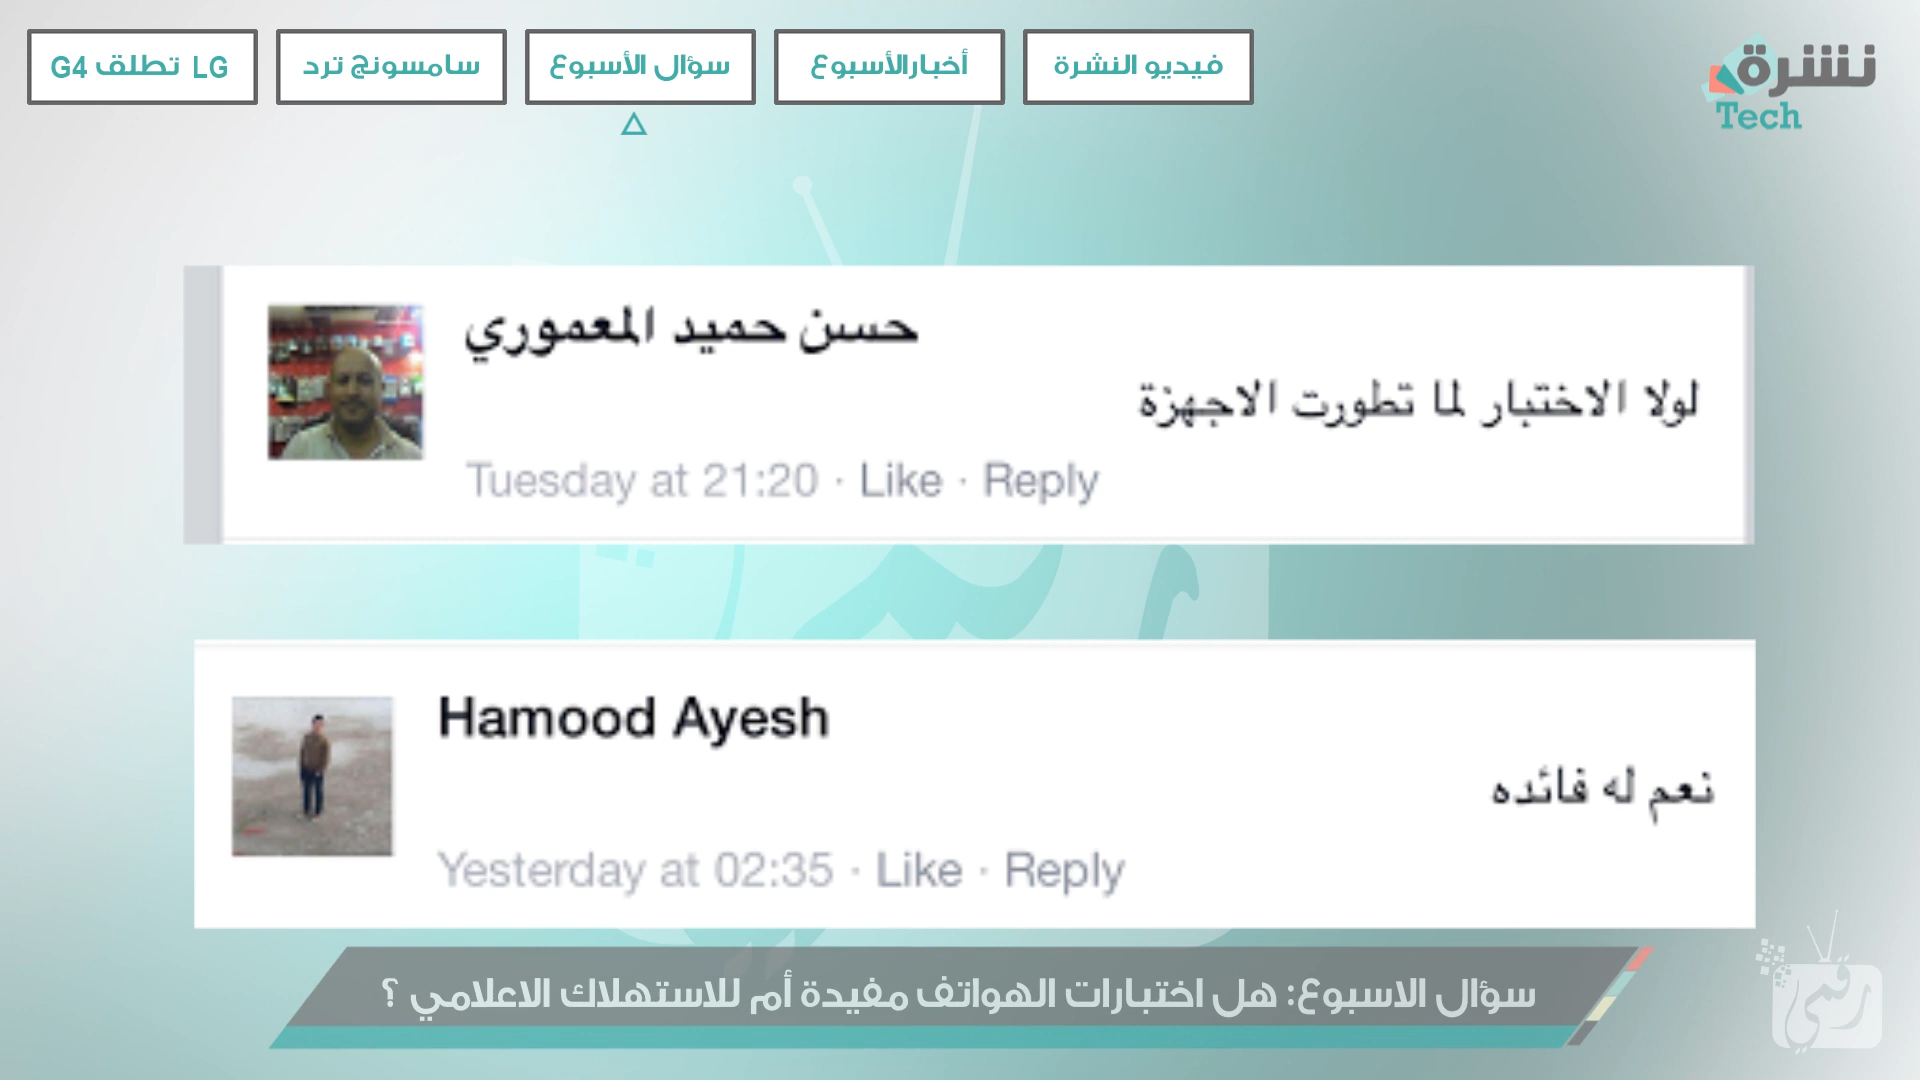 فيديو النشرة
أخبارالأسبوع
سؤال الأسبوع
سامسونج ترد
LG تطلق G4
نشرة
Tech
حسن حميد المعموري
لولا الاختبار لما تطورت الاجهزة
Tuesday at 21:20 · Like · Reply
Hamood Ayesh
نعم له فائده
Yesterday at 02:35 · Like · Reply
سؤال الاسبوع: هل اختبارات الهواتف مفيدة أم للاستهلاك الاعلامي ؟
رقمي